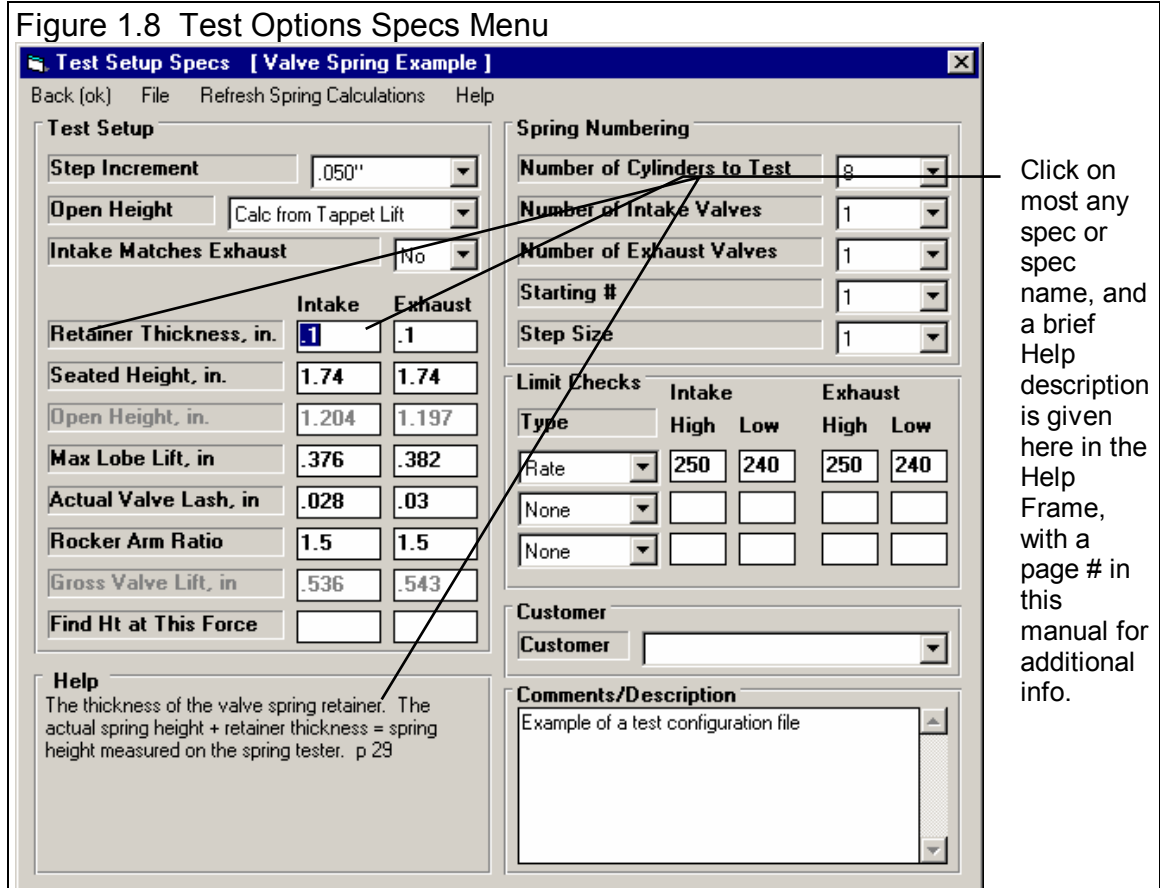 Figure 1.8 Test Options Specs Menu
Test Setup Specs [ Valve Spring Example ]
Back (ok) File Refresh Spring Calculations Help
Test Setup
Step Increment .050"
Open Height Calc from Tappet Lift
Intake Matches Exhaust No
Intake Exhaust
Retainer Thickness, in. .1 .1
Seated Height, in. 1.74 1.74
Open Height, in. 1.204 1.197
Max Lobe Lift, in .376 .382
Actual Valve Lash, in .028 .03
Rocker Arm Ratio 1.5 1.5
Gross Valve Lift, in .536 .543
Find Ht at This Force
Help
The thickness of the valve spring retainer. The
actual spring height + retainer thickness = spring
height measured on the spring tester. p 29
Spring Numbering
Number of Cylinders to Test 8
Number of Intake Valves 1
Number of Exhaust Valves 1
Starting # 1
Step Size 1
Limit Checks
Intake Exhaust
Type High Low High Low
Rate 250 240 250 240
None
None
Customer
Customer
Comments/Description
Example of a test configuration file
Click on
most any
spec or
spec
name, and
a brief
Help
description
is given
here in the
Help
Frame,
with a
page # in
this
manual for
additional
info.